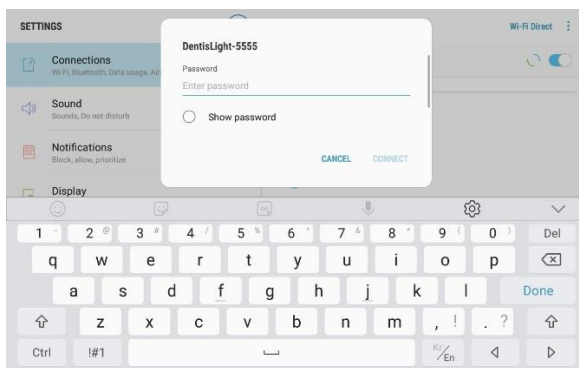 SETTINGS
Wi-Fi Direct
Connections
Wi-Fi, Bluetooth, Data usage, Air
Sound
Sounds, Do not disturb
Notifications
Block, allow, prioritize
Display
DentisLight-5555
Password
Enter password
Show password
CANCEL CONNECT
1 - 2 @ 3 # 4 / 5 % 6 ^ 7 & 8 * 9 ( 0 ) Del
q w e r t y u i o p
a s d f g h j k l Done
z x c v b n m , ! . ?
Ctrl !#1 Kr/En